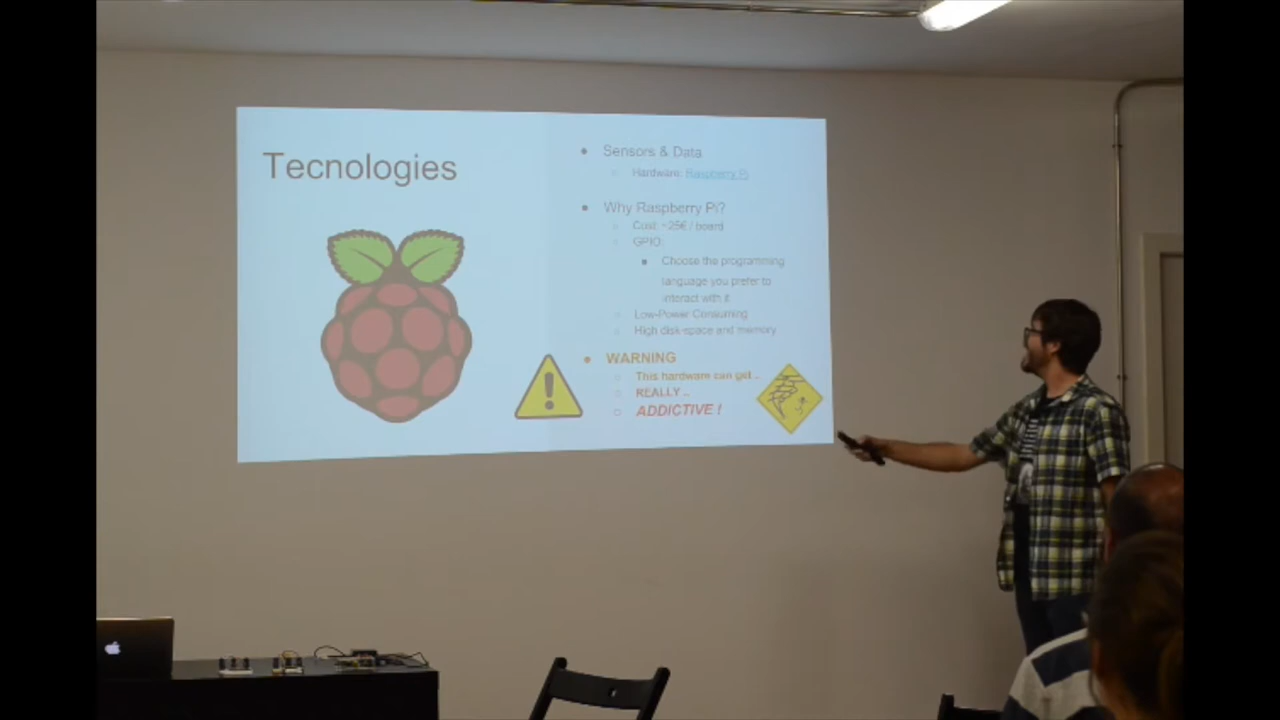 Tecnologies
Sensors & Data
Hardware: Raspberry Pi
Why Raspberry Pi?
Cust: ~25€ / board
GPIO:
Choose the programming
language you prefer to
interact with it
Low-Power Consuming
High disk-space and memory
WARNING
This hardware can get ..
REALLY ..
ADDICTIVE !